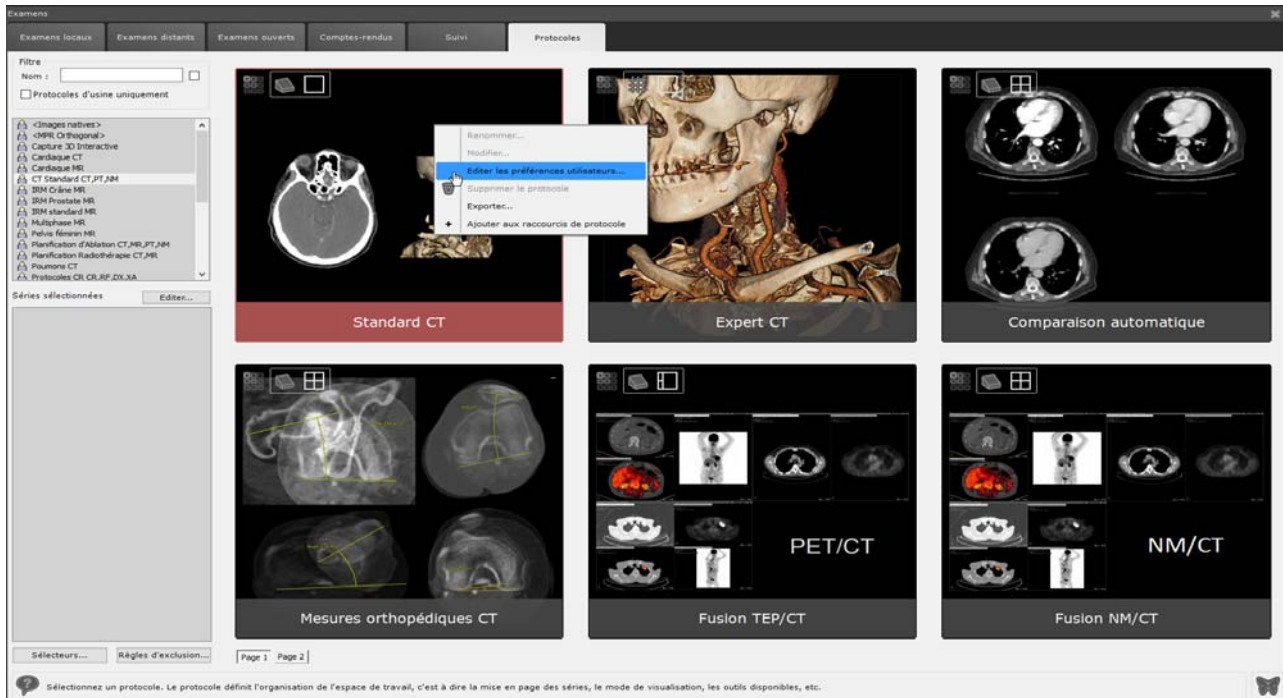 Examens
Examens locaux
Examens distants
Examens ouverts
Comptes-rendus
Suivi
Protocoles
Filtre
Nom :
Protocoles d'usine uniquement
<Images natives>
<MPR Orthogonal>
Capture 3D Interactive
Cardiaque CT
Cardiaque MR
CT Standard CT,PT,NM
IRM Crâne MR
IRM Prostate MR
IRM standard MR
Multiphase MR
Pelvis féminin MR
Planification d'Ablation CT,MR,PT,NM
Planification Radiothérapie CT,MR
Poumons CT
Protocoles CR CR,RF,DX,XA
Séries sélectionnées
Editer...
Sélecteurs...
Règles d'exclusion...
Renommer...
Modifier...
Editer les préférences utilisateurs...
Supprimer le protocole
Exporter...
+ Ajouter aux raccourcis de protocole
Standard CT
Expert CT
Comparaison automatique
Mesures orthopédiques CT
PET/CT
Fusion TEP/CT
NM/CT
Fusion NM/CT
Page 1
Page 2
Sélectionnez un protocole. Le protocole définit l'organisation de l'espace de travail, c'est à dire la mise en page des séries, le mode de visualisation, les outils disponibles, etc.